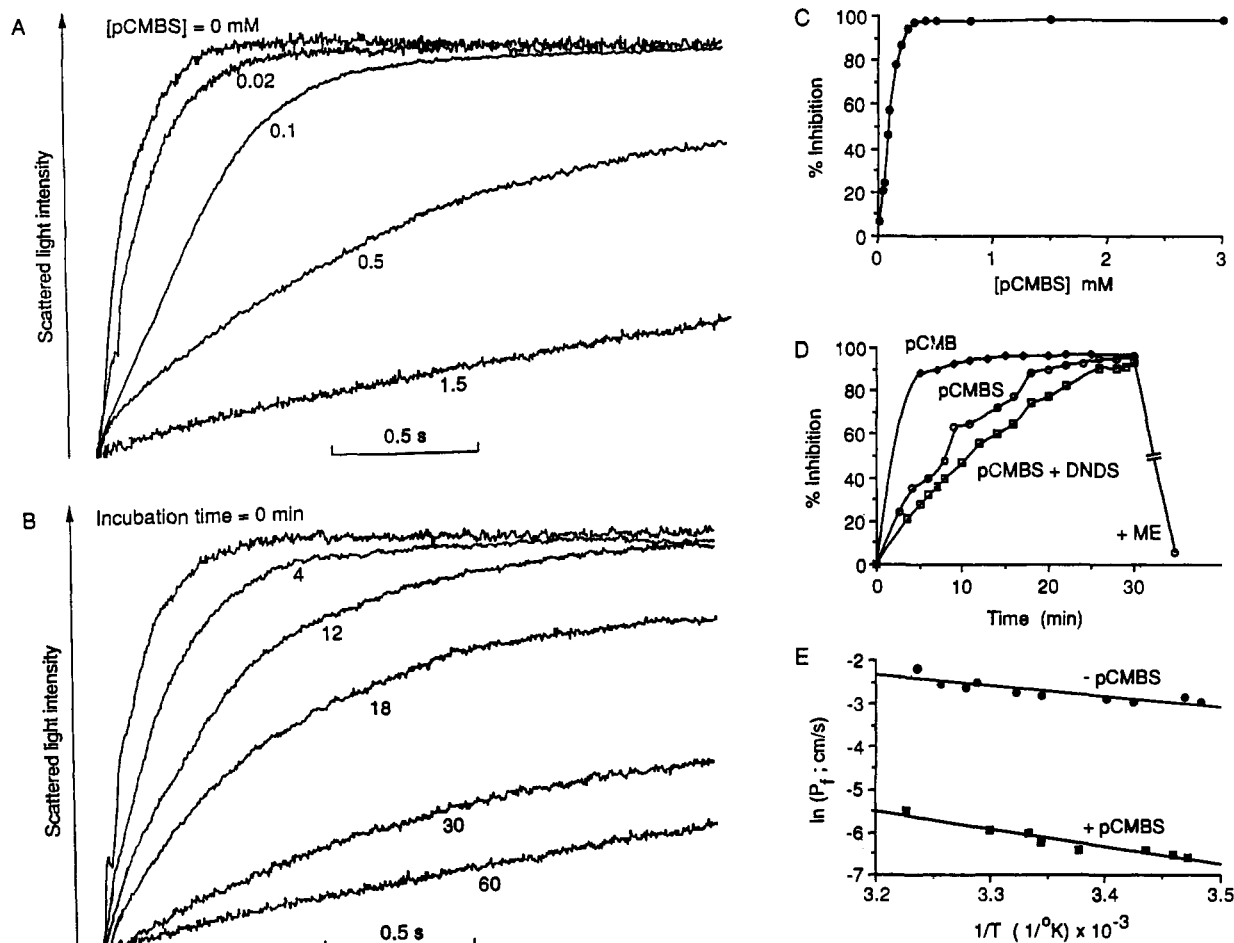 A
[pCMBS] = 0 mM
0.02
0.1
0.5
1.5
0.5 s
Scattered light intensity
B
Incubation time = 0 min
4
12
18
30
60
0.5 s
Scattered light intensity
C
100
80
60
40
20
0
% Inhibition
0
1
2
3
[pCMBS] mM
D
100
80
60
40
20
0
% Inhibition
pCMB
pCMBS
pCMBS + DNDS
+ ME
0
10
20
30
Time (min)
E
-2
-3
-4
-5
-6
-7
ln (Pf ; cm/s)
- pCMBS
+ pCMBS
3.2
3.3
3.4
3.5
1/T ( 1/°K) x 10-3